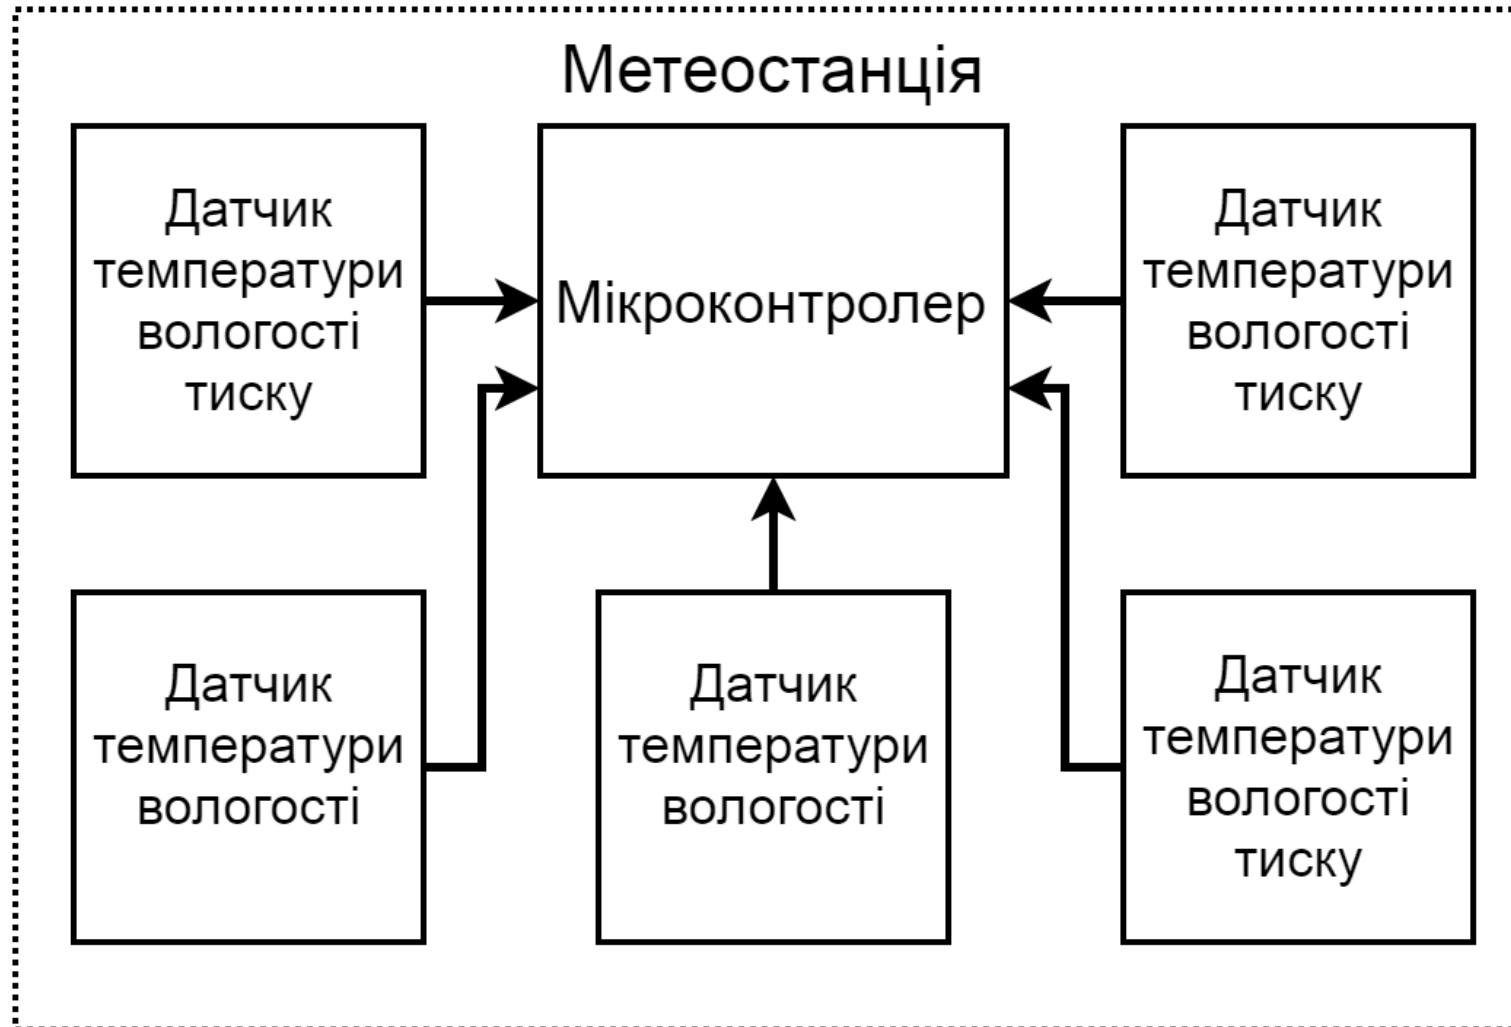 Метеостанція
Датчик
температури
вологості
тиску
Мікроконтролер
Датчик
температури
вологості
тиску
Датчик
температури
вологості
Датчик
температури
вологості
Датчик
температури
вологості
тиску